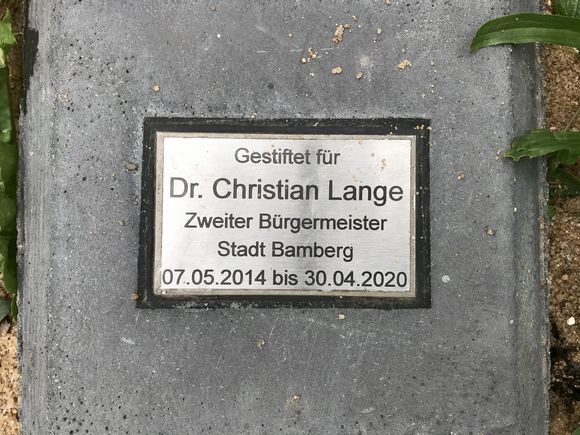 Gestiftet für
Dr. Christian Lange
Zweiter Bürgermeister
Stadt Bamberg
07.05.2014 bis 30.04.2020